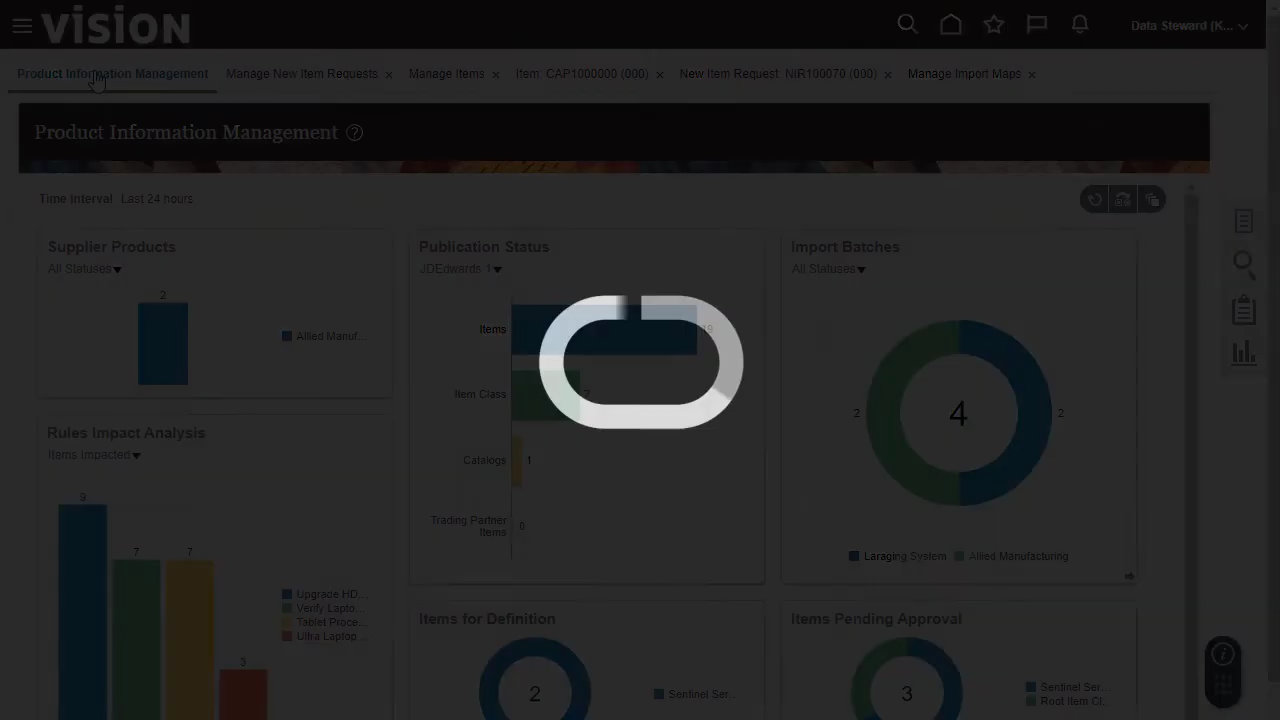 VISION
Data Steward (K...
Product Information Management
Manage New Item Requests ×
Manage Items ×
Item: CAP1000000 (000) ×
New Item Request: NIR100070 (000) ×
Manage Import Maps ×
Product Information Management ?
Time Interval Last 24 hours
Supplier Products
All Statuses
2
Allied Manuf...
Publication Status
JDEdwards 1
Items
19
Item Class
Catalogs
1
Trading Partner
Items
0
Import Batches
All Statuses
2
4
2
Laraging System
Allied Manufacturing
Rules Impact Analysis
Items Impacted
9
7
7
Upgrade HD...
Verify Lapto...
Tablet Proce...
Ultra Laptop...
Items for Definition
2
Sentinel Ser...
Items Pending Approval
3
Sentinel Ser...
Root Item Cl...